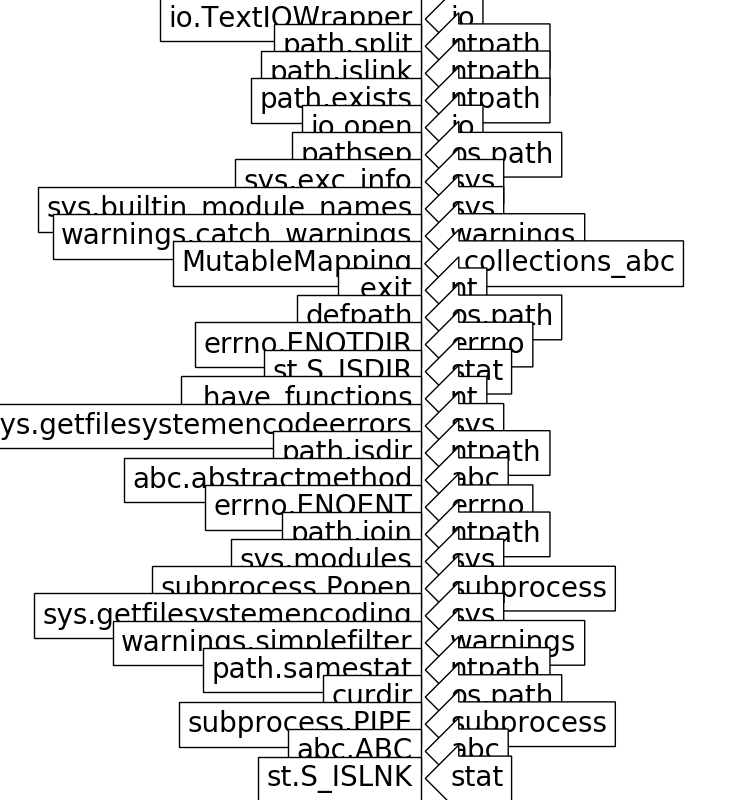 io.TextIOWrapper io
path.split ntpath
path.islink ntpath
path.exists ntpath
io.open io
pathsep os.path
sys.exc_info sys
sys.builtin_module_names sys
warnings.catch_warnings warnings
MutableMapping _collections_abc
_exit nt
defpath os.path
errno.ENOTDIR errno
st.S_ISDIR stat
_have_functions nt
ys.getfilesystemencodeerrors sys
path.isdir ntpath
abc.abstractmethod abc
errno.ENOENT errno
path.join ntpath
sys.modules sys
subprocess.Popen subprocess
sys.getfilesystemencoding sys
warnings.simplefilter warnings
path.samestat ntpath
curdir os.path
subprocess.PIPE subprocess
abc.ABC abc
st.S_ISLNK stat